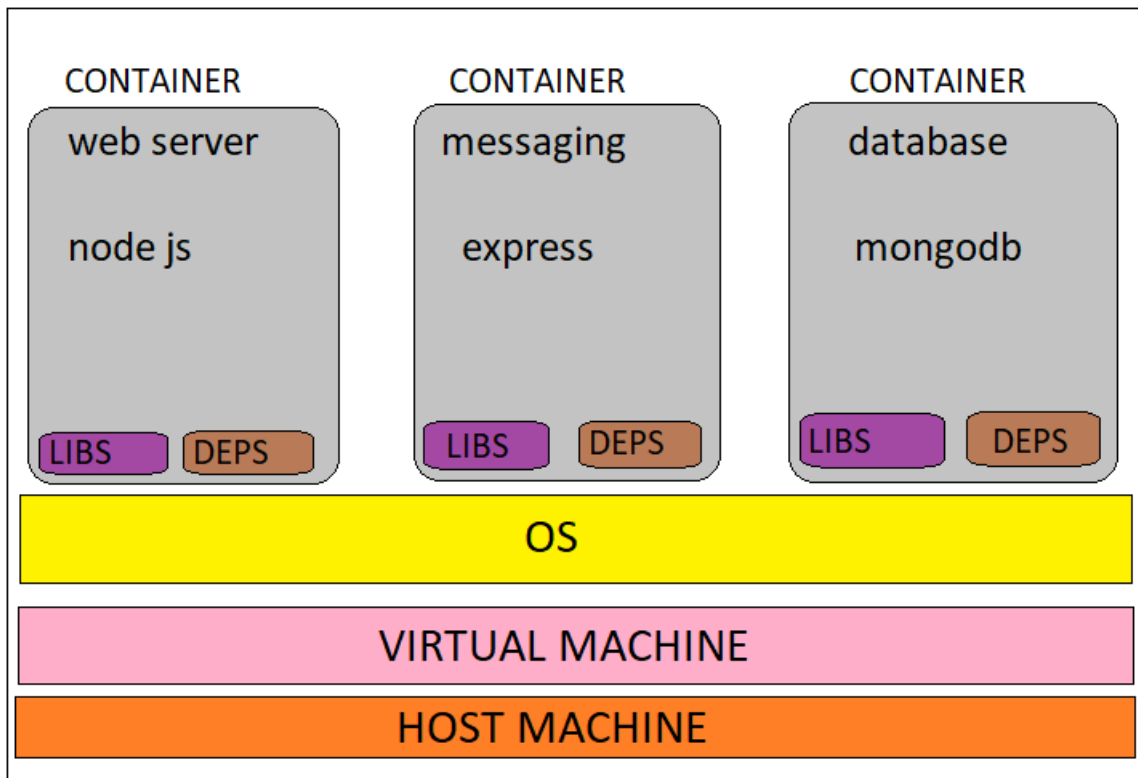 CONTAINER
web server
node js
LIBS
DEPS
CONTAINER
messaging
express
LIBS
DEPS
CONTAINER
database
mongodb
LIBS
DEPS
OS
VIRTUAL MACHINE
HOST MACHINE